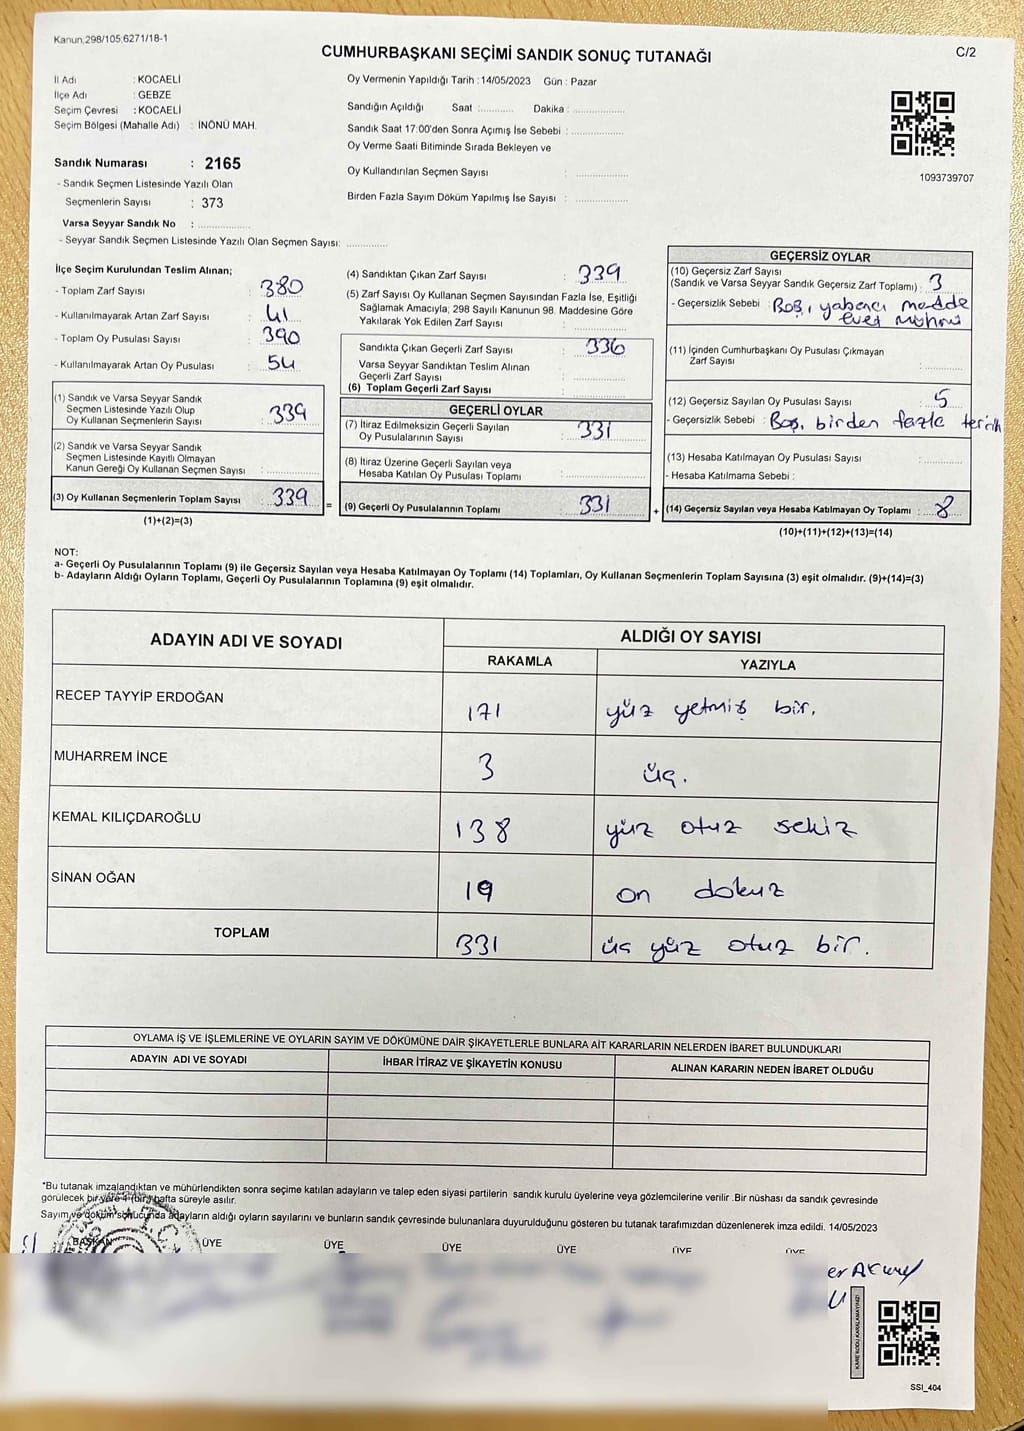 Kanun;298/105,6271/18-1
C/2
CUMHURBAŞKANI SEÇİMİ SANDIK SONUÇ TUTANAĞI
İl Adı : KOCAELİ
İlçe Adı : GEBZE
Seçim Çevresi : KOCAELİ
Seçim Bölgesi (Mahalle Adı) : İNÖNÜ MAH.
Sandık Numarası : 2165
- Sandık Seçmen Listesinde Yazılı Olan
Seçmenlerin Sayısı : 373
Varsa Seyyar Sandık No : ................
- Seyyar Sandık Seçmen Listesinde Yazılı Olan Seçmen Sayısı: ............
Oy Vermenin Yapıldığı Tarih : 14/05/2023 Gün : Pazar
Sandığın Açıldığı Saat :........... Dakika : ................
Sandık Saat 17:00'den Sonra Açımış İse Sebebi : ................
Oy Verme Saati Bitiminde Sırada Bekleyen ve
Oy Kullandırılan Seçmen Sayısı : ................
Birden Fazla Sayım Döküm Yapılmış İse Sayısı : ................
1093739707
İlçe Seçim Kurulundan Teslim Alınan;
- Toplam Zarf Sayısı : 380
- Kullanılmayarak Artan Zarf Sayısı : 41
- Toplam Oy Pusulası Sayısı : 390
- Kullanılmayarak Artan Oy Pusulası : 54
(1) Sandık ve Varsa Seyyar Sandık
Seçmen Listesinde Yazılı Olup
Oy Kullanan Seçmenlerin Sayısı : 339
(2) Sandık ve Varsa Seyyar Sandık
Seçmen Listesinde Kayıtlı Olmayan
Kanun Gereği Oy Kullanan Seçmen Sayısı : ................
(3) Oy Kullanan Seçmenlerin Toplam Sayısı : 339
(1)+(2)=(3)
(4) Sandıktan Çıkan Zarf Sayısı : 339
(5) Zarf Sayısı Oy Kullanan Seçmen Sayısından Fazla İse, Eşitliği
Sağlamak Amacıyla; 298 Sayılı Kanunun 98. Maddesine Göre
Yakılarak Yok Edilen Zarf Sayısı : ................
Sandıkta Çıkan Geçerli Zarf Sayısı : 336
Varsa Seyyar Sandıktan Teslim Alınan
Geçerli Zarf Sayısı : ................
(6) Toplam Geçerli Zarf Sayısı : ................
GEÇERLİ OYLAR
(7) İtiraz Edilmeksizin Geçerli Sayılan
Oy Pusulalarının Sayısı : 331
(8) İtiraz Üzerine Geçerli Sayılan veya
Hesaba Katılan Oy Pusulası Toplamı : ................
= (9) Geçerli Oy Pusulalarının Toplamı : 331
GEÇERSİZ OYLAR
(10) Geçersiz Zarf Sayısı
(Sandık ve Varsa Seyyar Sandık Geçersiz Zarf Toplamı) : 3
- Geçersizlik Sebebi : Boş, yabancı madde
evet mührü
(11) İçinden Cumhurbaşkanı Oy Pusulası Çıkmayan
Zarf Sayısı : ............
(12) Geçersiz Sayılan Oy Pusulası Sayısı : 5
- Geçersizlik Sebebi : Boş, birden fazla tercih
(13) Hesaba Katılmayan Oy Pusulası Sayısı : ............
- Hesaba Katılmama Sebebi :
+ (14) Geçersiz Sayılan veya Hesaba Katılmayan Oy Toplamı : 8
(10)+(11)+(12)+(13)=(14)
NOT:
a- Geçerli Oy Pusulalarının Toplamı (9) ile Geçersiz Sayılan veya Hesaba Katılmayan Oy Toplamı (14) Toplamları, Oy Kullanan Seçmenlerin Toplam Sayısına (3) eşit olmalıdır. (9)+(14)=(3)
b- Adayların Aldığı Oyların Toplamı, Geçerli Oy Pusulalarının Toplamına (9) eşit olmalıdır.
ADAYIN ADI VE SOYADI ALDIĞI OY SAYISI
RAKAMLA YAZIYLA
RECEP TAYYİP ERDOĞAN 171 yüz yetmiş bir.
MUHARREM İNCE 3 üç.
KEMAL KILIÇDAROĞLU 138 yüz otuz sekiz
SİNAN OĞAN 19 on dokuz
TOPLAM 331 üç yüz otuz bir.
OYLAMA İŞ VE İŞLEMLERİNE VE OYLARIN SAYIM VE DÖKÜMÜNE DAİR ŞİKAYETLERLE BUNLARA AİT KARARLARIN NELERDEN İBARET BULUNDUKLARI
ADAYIN ADI VE SOYADI İHBAR İTİRAZ VE ŞİKAYETİN KONUSU ALINAN KARARIN NEDEN İBARET OLDUĞU
*Bu tutanak imzalandıktan ve mühürlendikten sonra seçime katılan adayların ve talep eden siyasi partilerin sandık kurulu üyelerine veya gözlemcilerine verilir .Bir nüshası da sandık çevresinde
görülecek bir yere 1 (bir) hafta süreyle asılır.
Sayım ve döküm sonucunda adayların aldığı oyların sayılarını ve bunların sandık çevresinde bulunanlara duyurulduğunu gösteren bu tutanak tarafımızdan düzenlenerek imza edildi. 14/05/2023
BAŞKAN ÜYE ÜYE ÜYE ÜYE ÜYE ÜYE
T.C.
KAREKODU KARALAMAYINIZ!
SSI_404